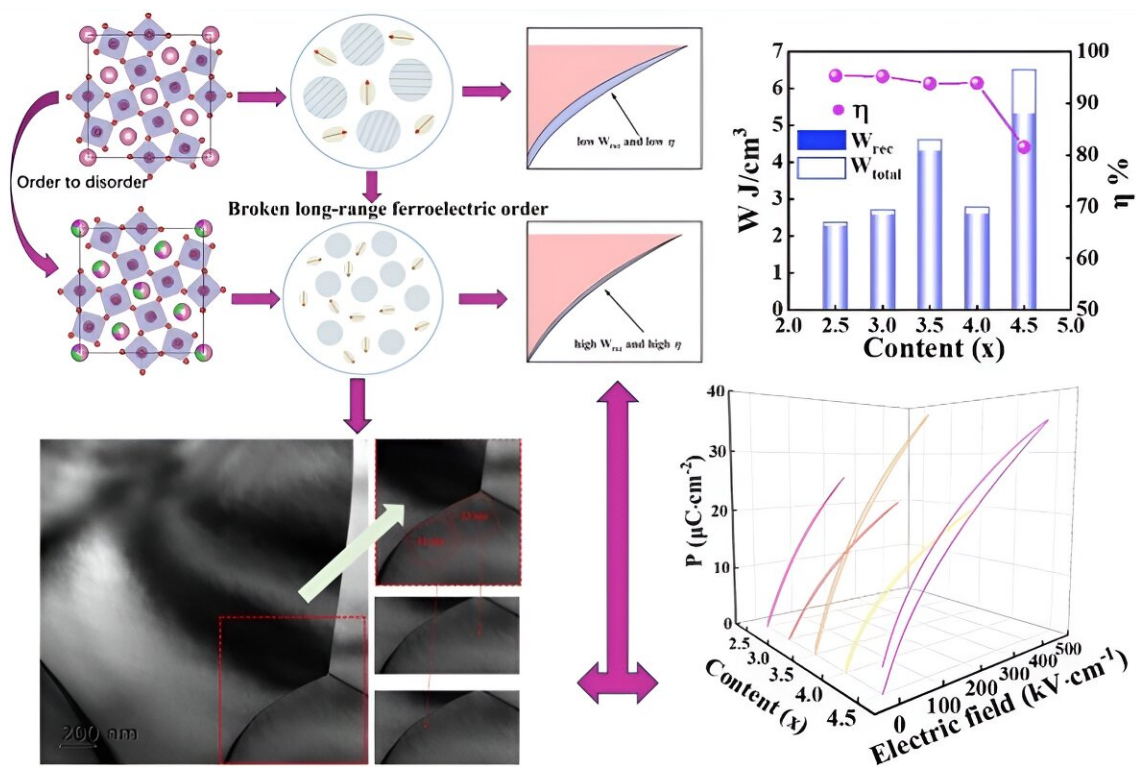 Order to disorder
Broken long-range ferroelectric order
low W
and low η
high W
and high η
7
6
5
4
3
2
1
0
W J/cm³
η
W_rec
W_total
100
90
80
70
60
50
η %
2.0 2.5 3.0 3.5 4.0 4.5 5.0
Content (x)
200 nm
40
30
20
10
0
P (μC·cm⁻²)
2.5
3.0
3.5
4.0
4.5
Content (x)
0
100
200
300
400
500
Electric field (kV·cm⁻¹)